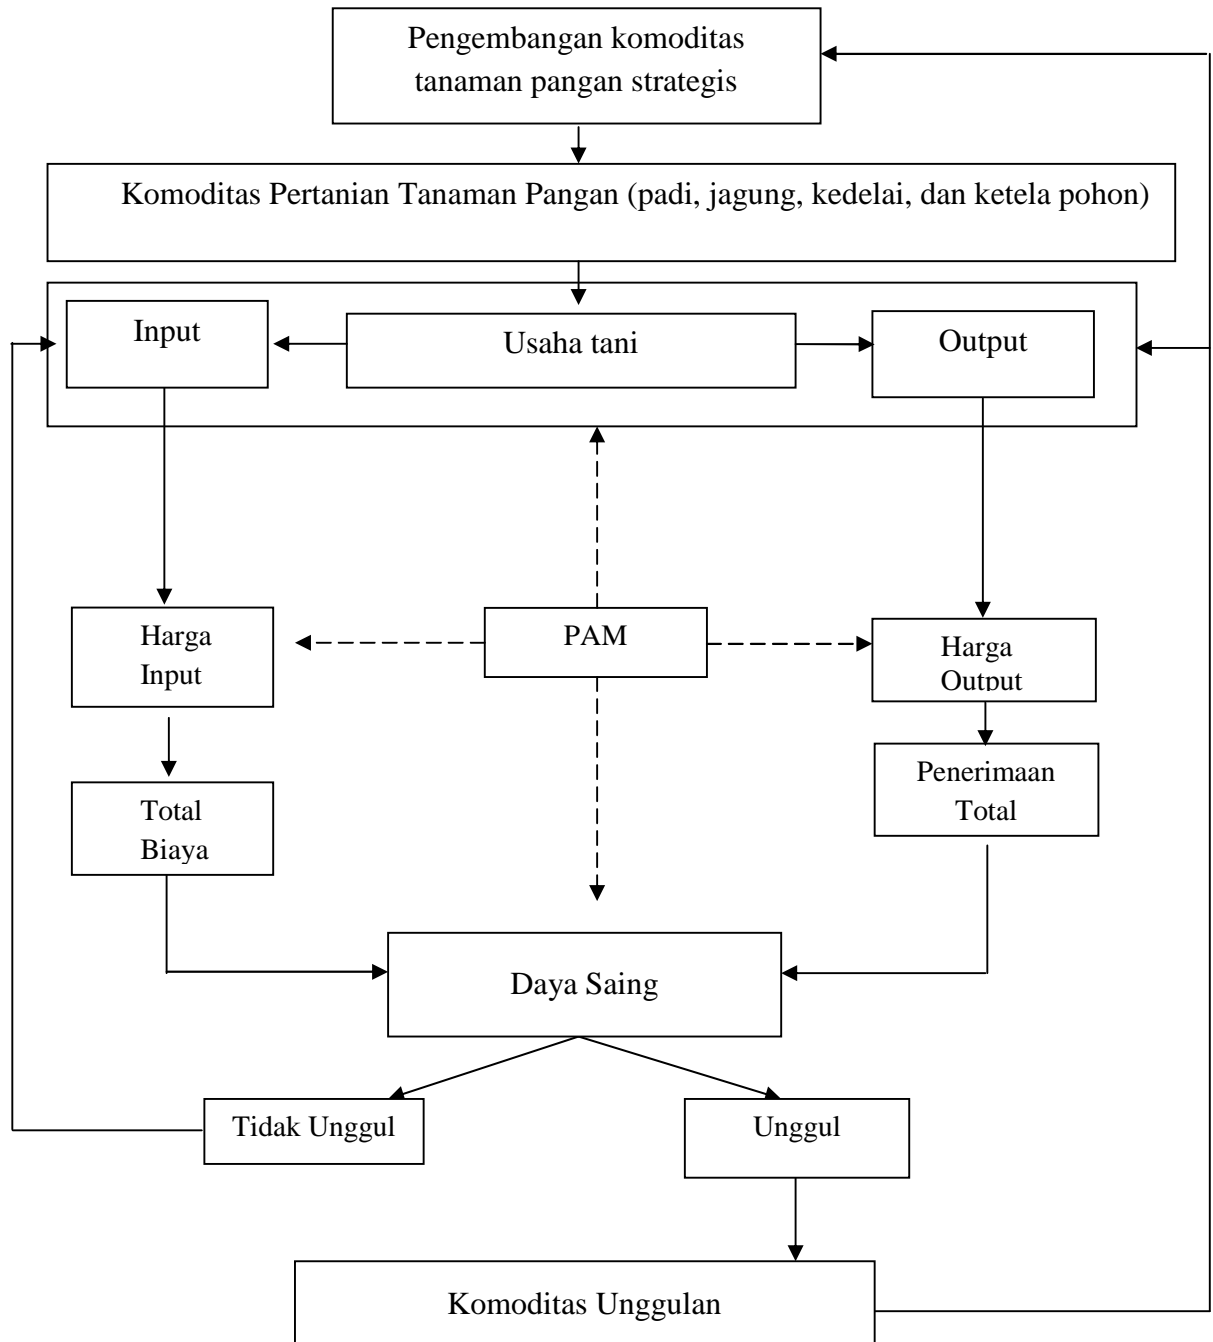 Pengembangan komoditas
tanaman pangan strategis
Komoditas Pertanian Tanaman Pangan (padi, jagung, kedelai, dan ketela pohon)
Input
Usaha tani
Output
Harga
Input
PAM
Harga
Output
Total
Biaya
Penerimaan
Total
Daya Saing
Tidak Unggul
Unggul
Komoditas Unggulan